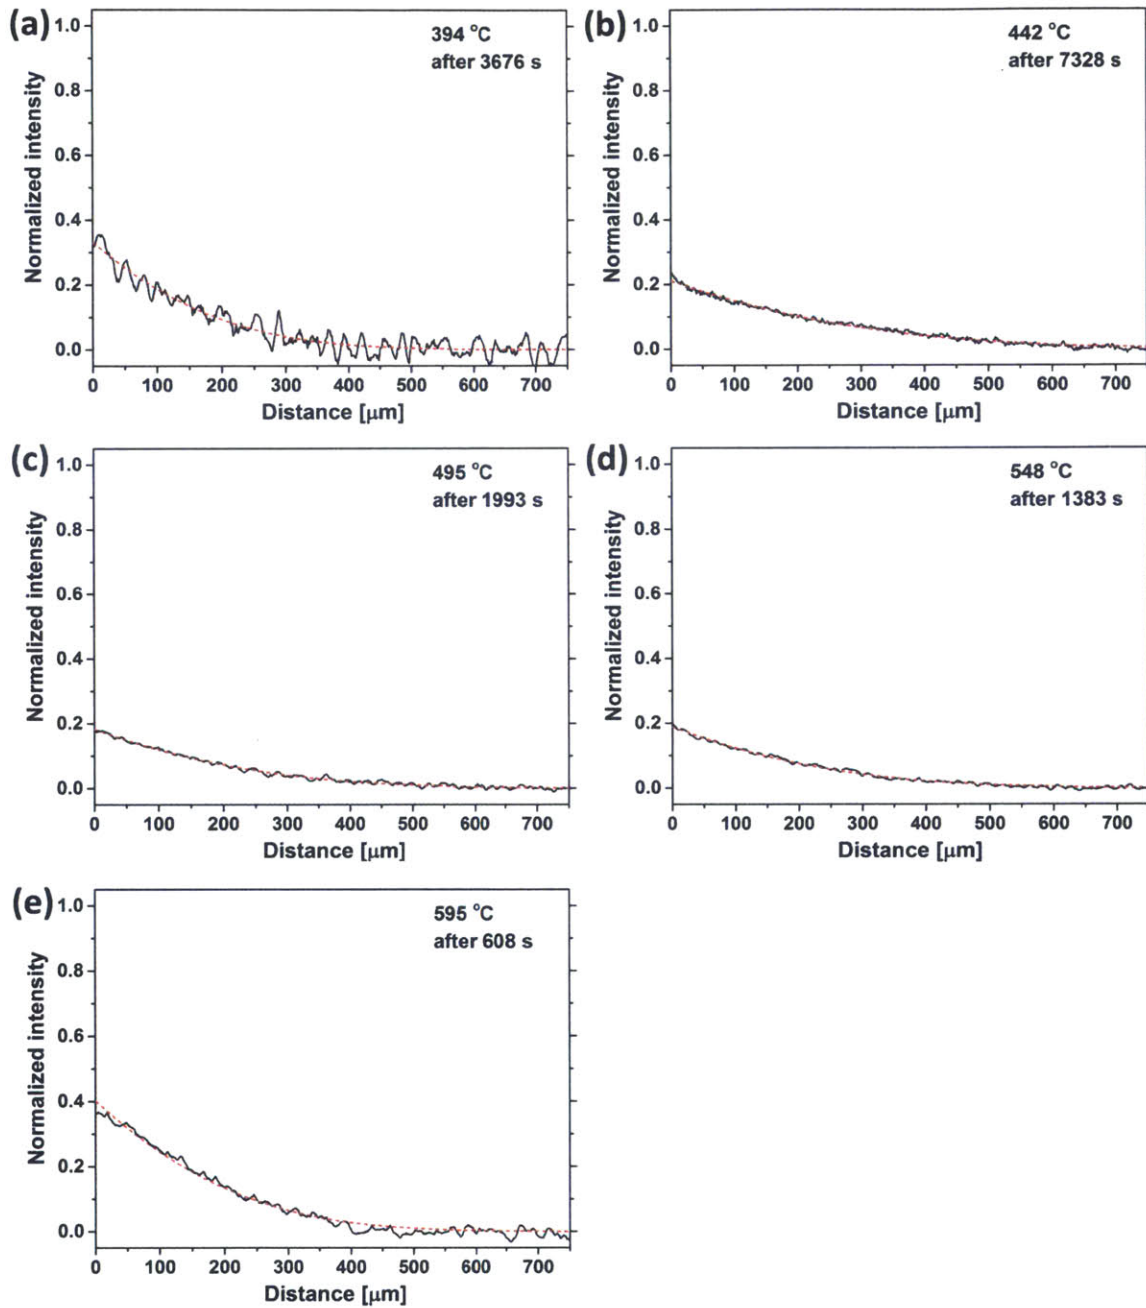 (a)
394 °C
after 3676 s
Normalized intensity
1.0
0.8
0.6
0.4
0.2
0.0
0 100 200 300 400 500 600 700
Distance [μm]
(b)
442 °C
after 7328 s
Normalized intensity
1.0
0.8
0.6
0.4
0.2
0.0
0 100 200 300 400 500 600 700
Distance [μm]
(c)
495 °C
after 1993 s
Normalized intensity
1.0
0.8
0.6
0.4
0.2
0.0
0 100 200 300 400 500 600 700
Distance [μm]
(d)
548 °C
after 1383 s
Normalized intensity
1.0
0.8
0.6
0.4
0.2
0.0
0 100 200 300 400 500 600 700
Distance [μm]
(e)
595 °C
after 608 s
Normalized intensity
1.0
0.8
0.6
0.4
0.2
0.0
0 100 200 300 400 500 600 700
Distance [μm]